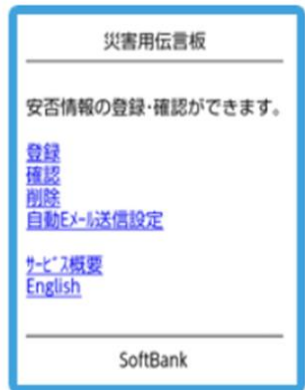 災害用伝言板
安否情報の登録･確認ができます。
登録
確認
削除
自動Eﾒｰﾙ送信設定
ｻｰﾋﾞｽ概要
English
SoftBank